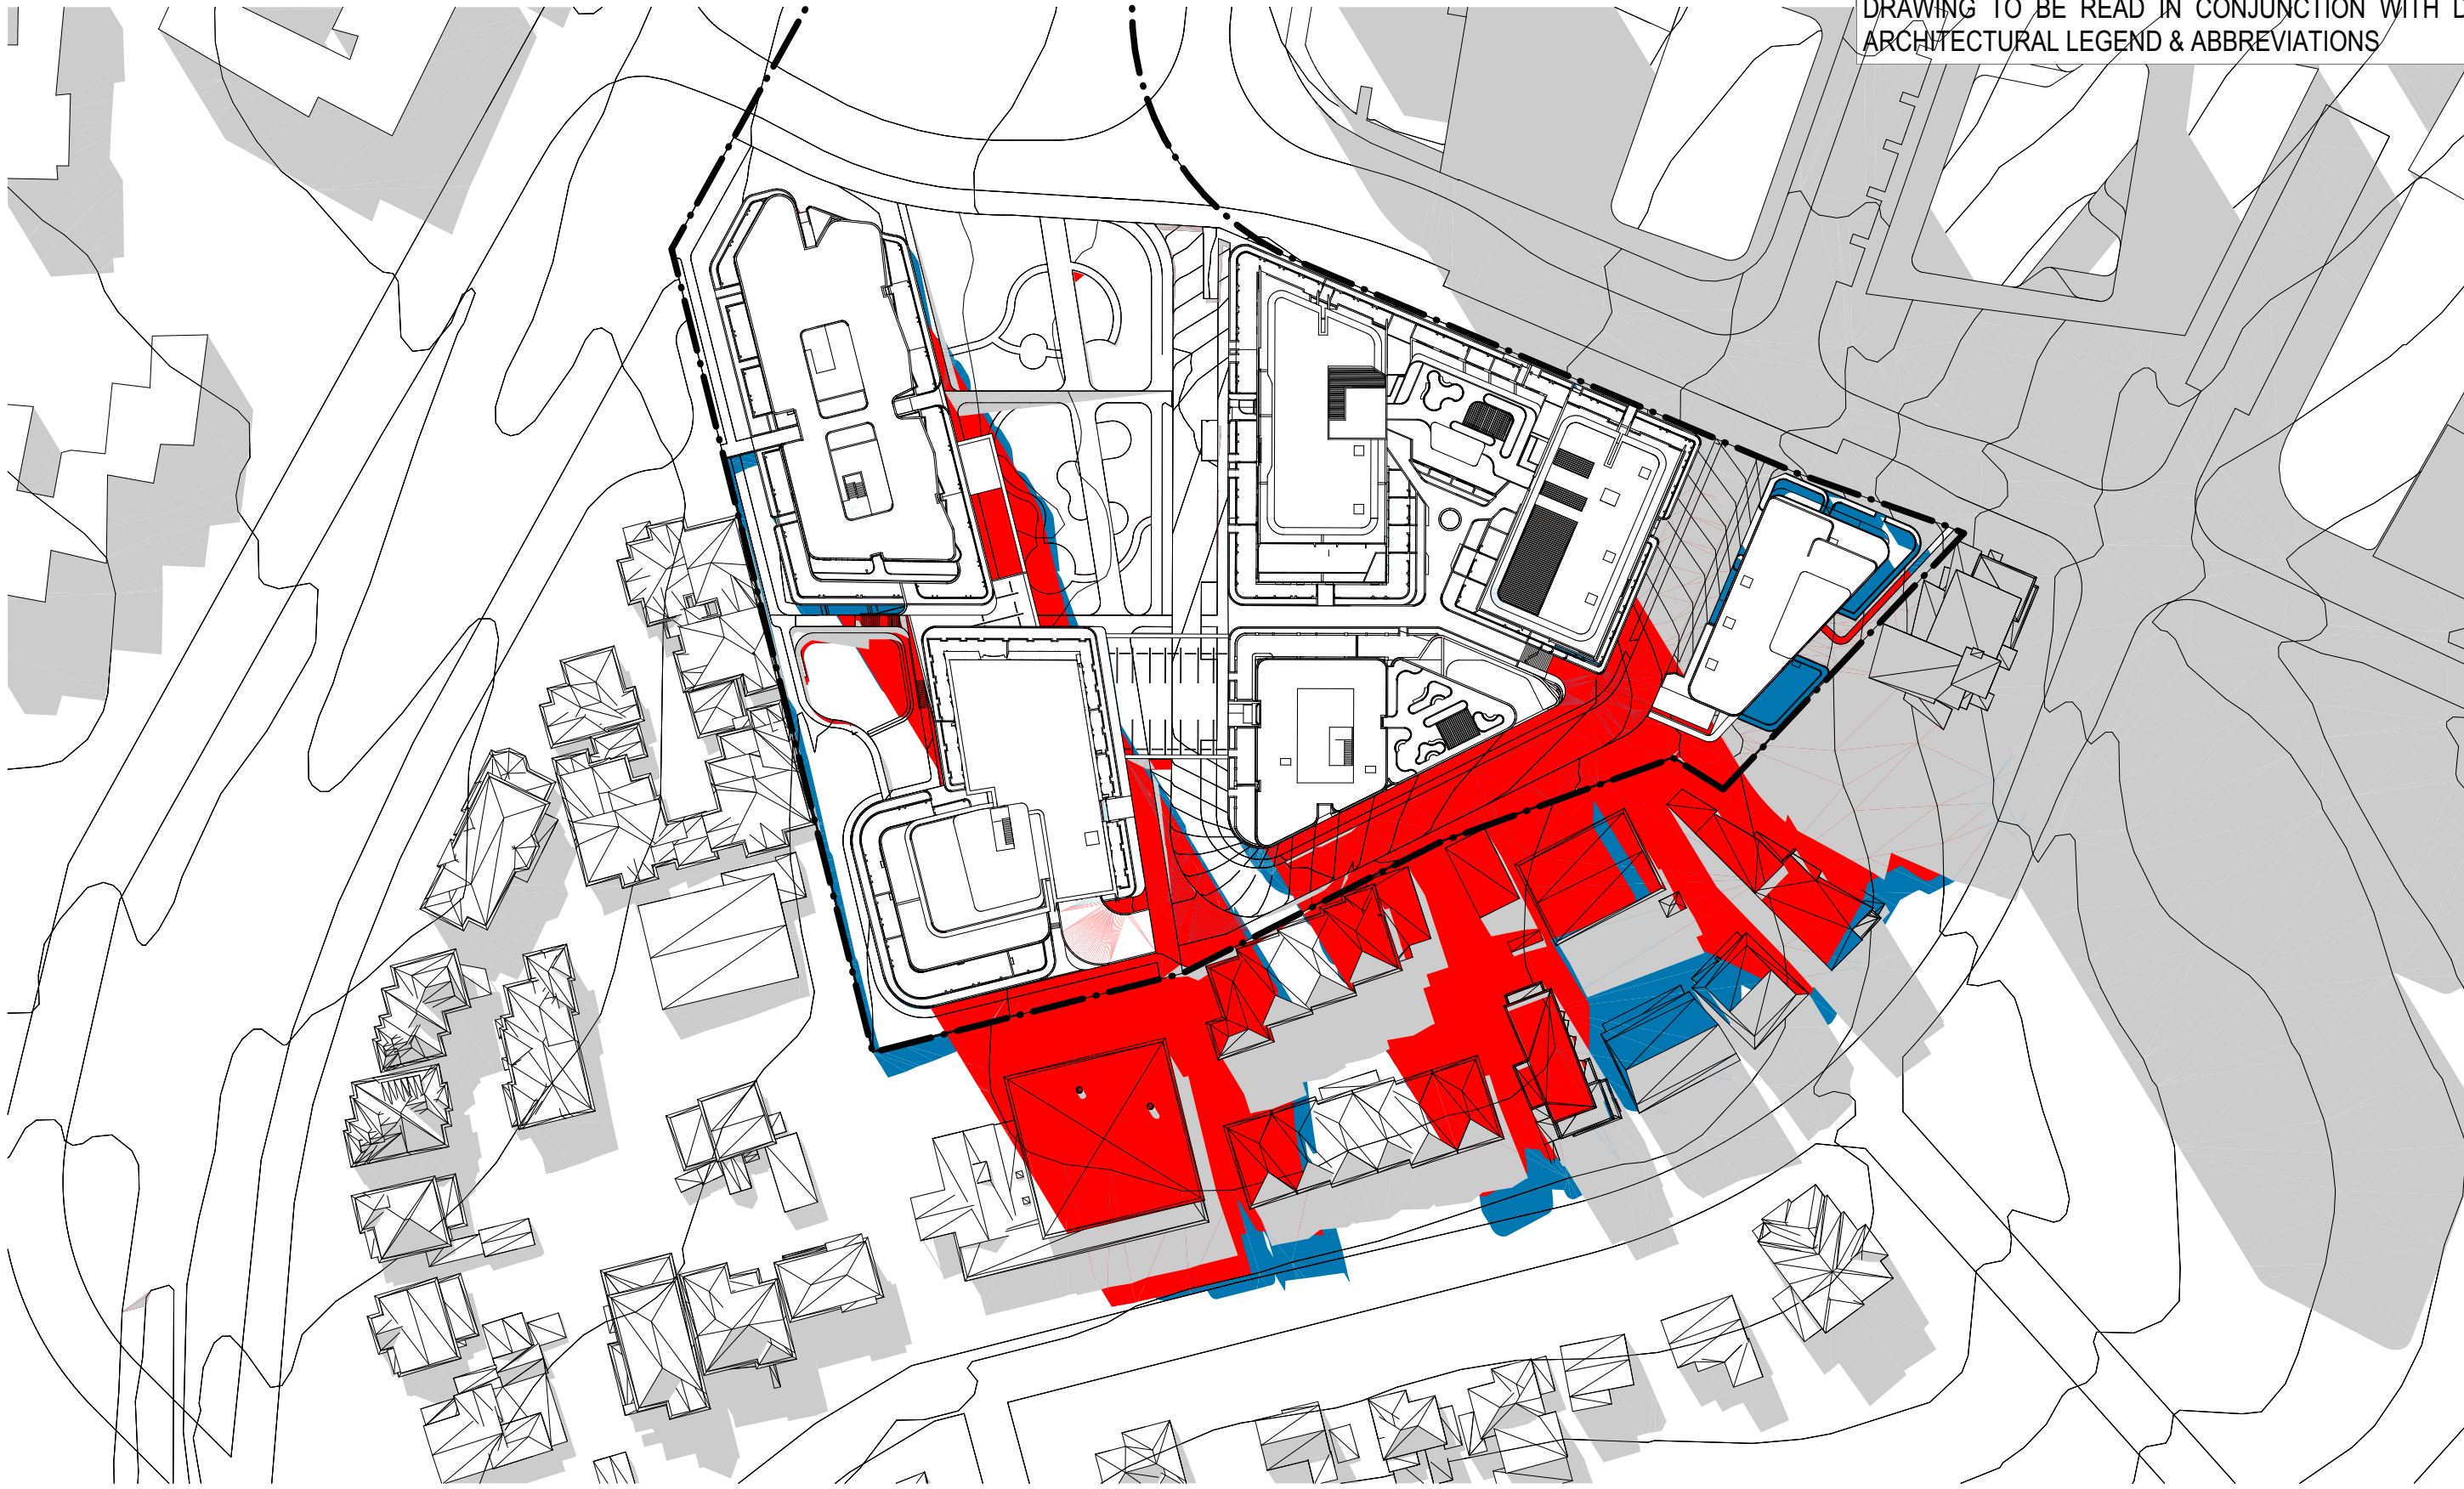 DRAWING TO BE READ IN CONJUNCTION WITH
ARCHITECTURAL LEGEND & ABBREVIATIONS